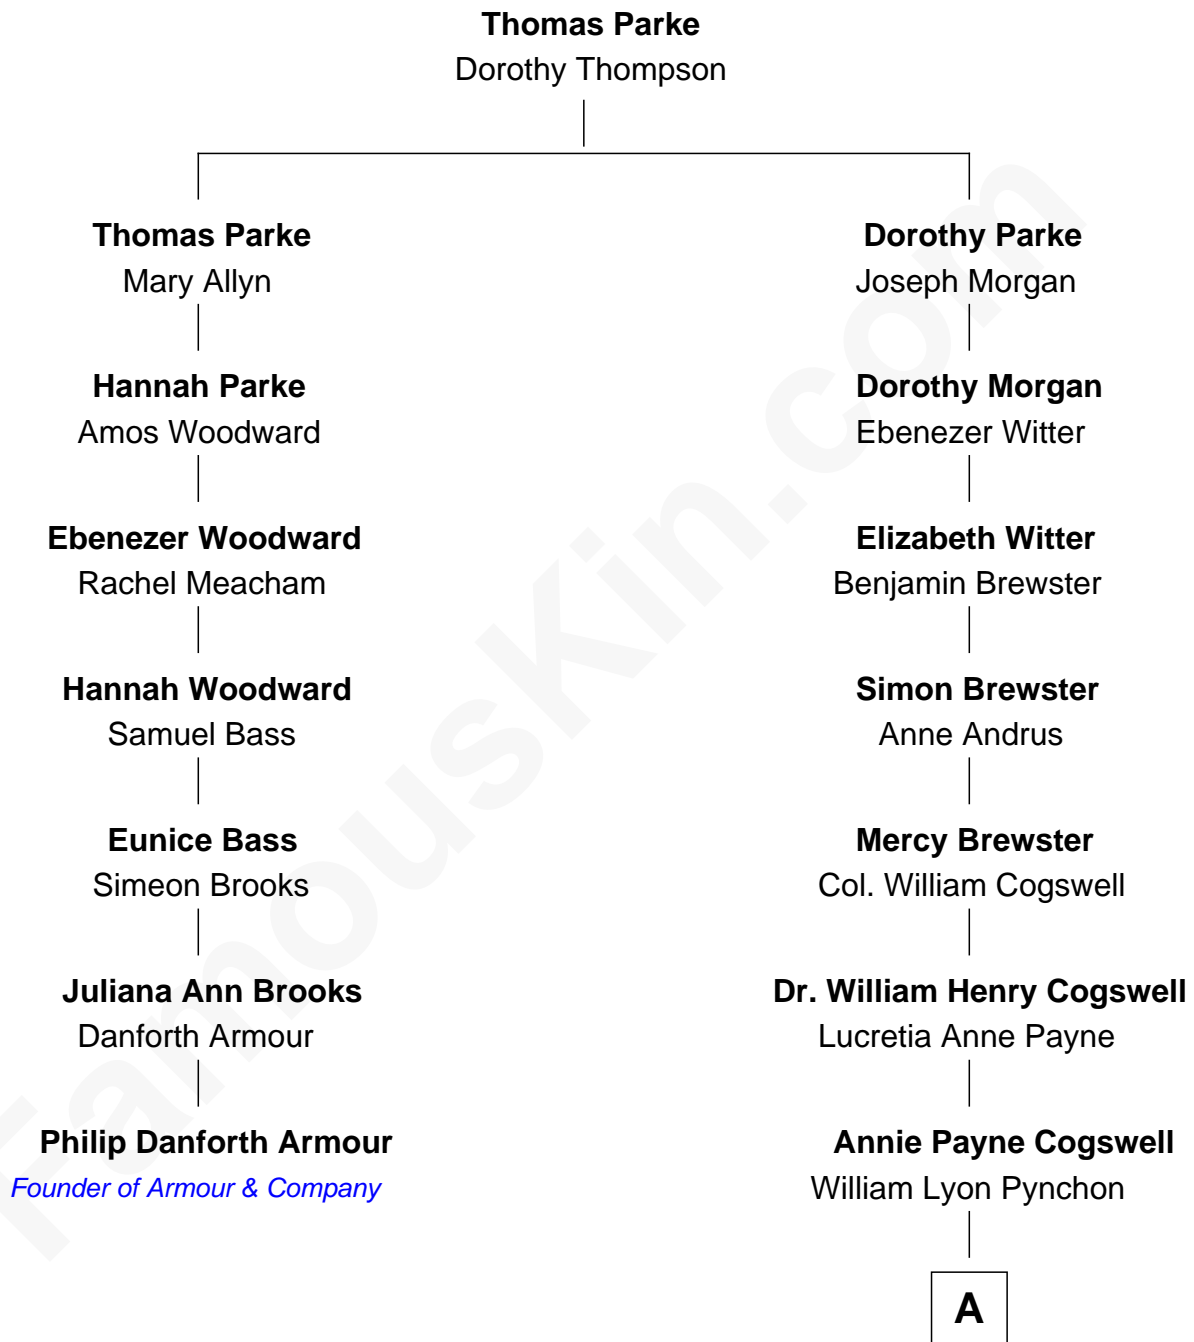 Thomas Parke
Dorothy Thompson
Thomas Parke
Mary Allyn
Hannah Parke
Amos Woodward
Ebenezer Woodward
Rachel Meacham
Hannah Woodward
Samuel Bass
Eunice Bass
Simeon Brooks
Juliana Ann Brooks
Danforth Armour
Philip Danforth Armour
Founder of Armour & Company
Dorothy Parke
Joseph Morgan
Dorothy Morgan
Ebenezer Witter
Elizabeth Witter
Benjamin Brewster
Simon Brewster
Anne Andrus
Mercy Brewster
Col. William Cogswell
Dr. William Henry Cogswell
Lucretia Anne Payne
Annie Payne Cogswell
William Lyon Pynchon
A
FamousKin.com